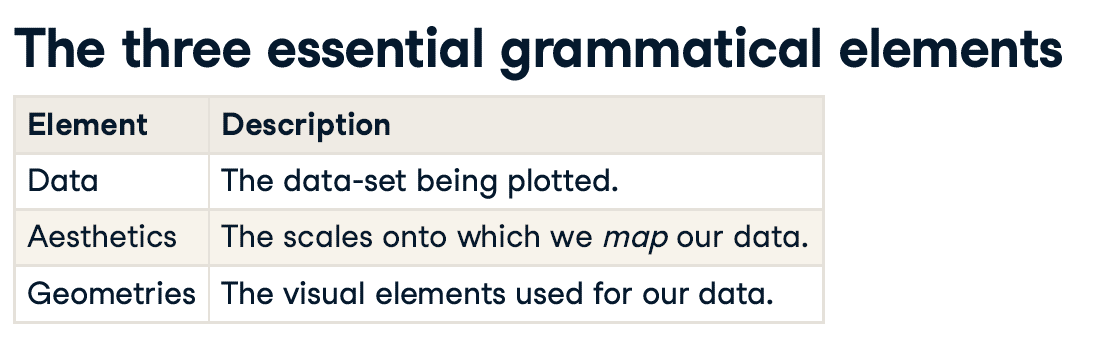 The three essential grammatical elements
Element Description
Data The data-set being plotted.
Aesthetics The scales onto which we map our data.
Geometries The visual elements used for our data.